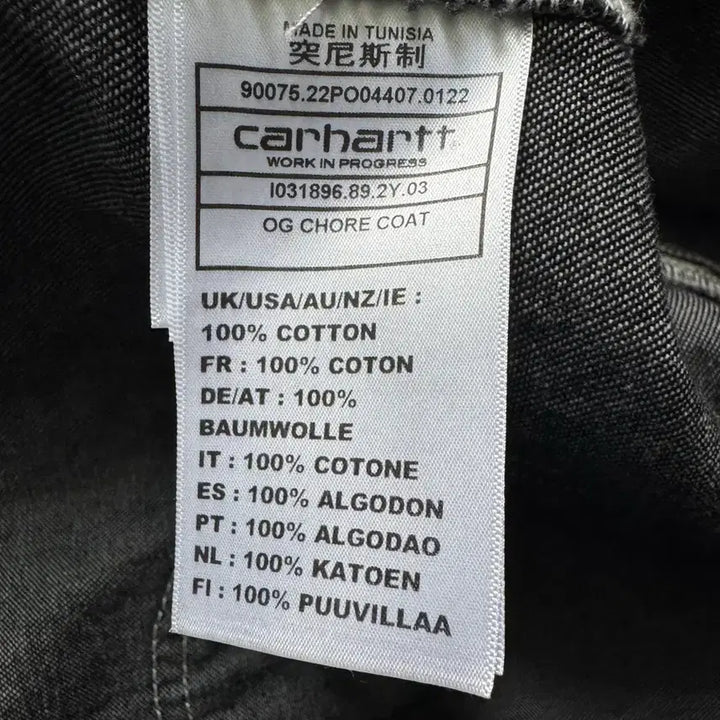 MADE IN TUNISIA
突尼斯制
90075.22PO04407.0122
carhartt
WORK IN PROGRESS
I031896.89.2Y.03
OG CHORE COAT
UK/USA/AU/NZ/IE :
100% COTTON
FR : 100% COTON
DE/AT : 100%
BAUMWOLLE
IT : 100% COTONE
ES : 100% ALGODON
PT : 100% ALGODAO
NL : 100% KATOEN
FI : 100% PUUVILLAA